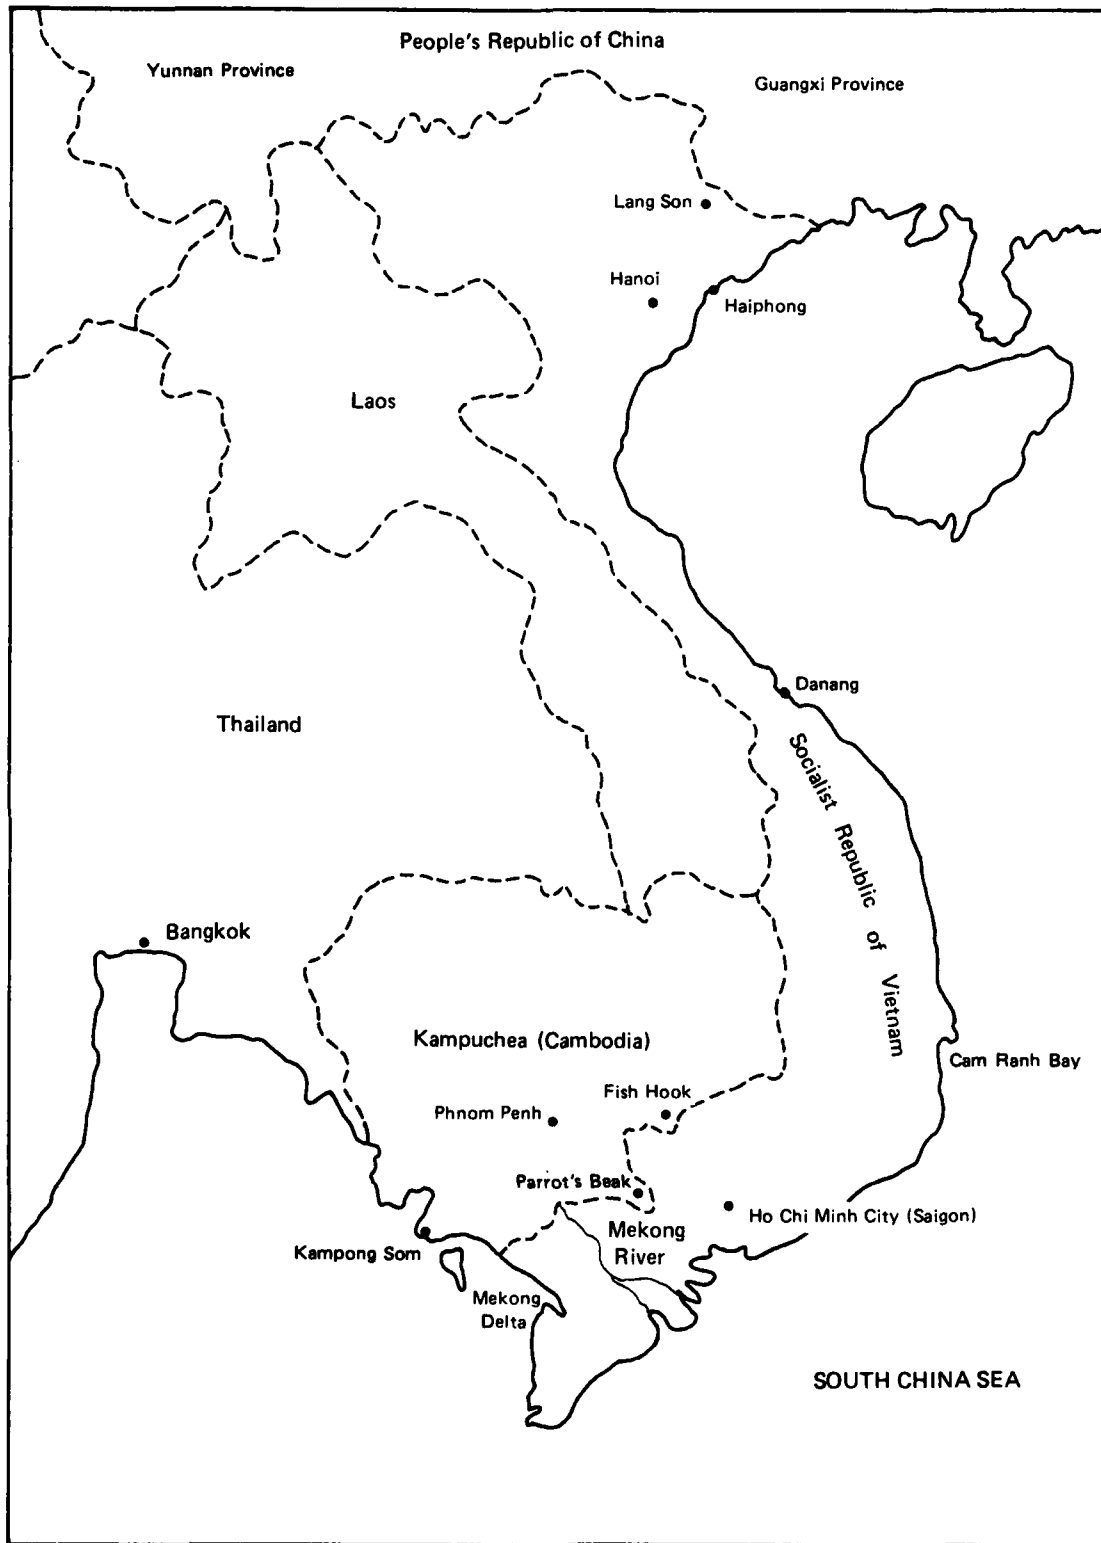 People's Republic of China
Yunnan Province
Guangxi Province
Lang Son
Hanoi
Haiphong
Laos
Danang
Thailand
Socialist Republic of Vietnam
Bangkok
Kampuchea (Cambodia)
Cam Ranh Bay
Fish Hook
Phnom Penh
Parrot's Beak
Ho Chi Minh City (Saigon)
Mekong
River
Kampong Som
Mekong
Delta
SOUTH CHINA SEA